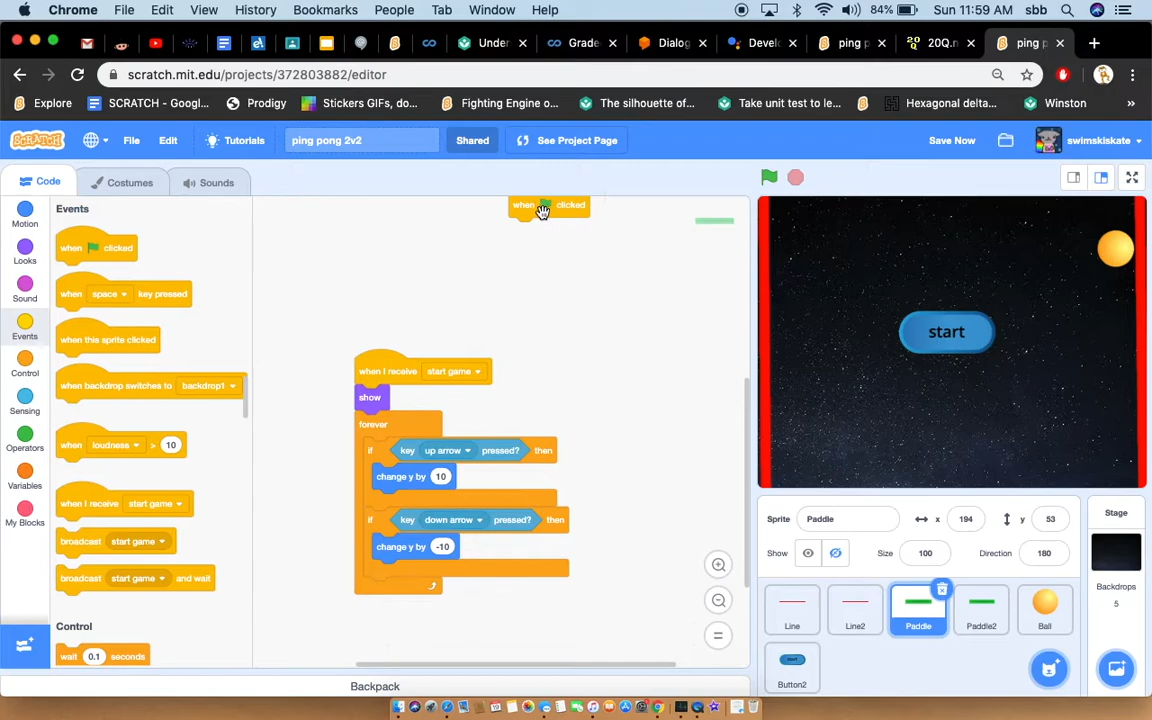 Chrome File Edit View History Bookmarks People Tab Window Help 84% Sun 11:59 AM sbb
Under Grade Dialog Devel ping p 20Q.n ping p
scratch.mit.edu/projects/372803882/editor
Explore SCRATCH - Googl... Prodigy Stickers GIFs, do... Fighting Engine o... The silhouette of... Take unit test to le... Hexagonal delta... Winston »
SCRATCH File Edit Tutorials ping pong 2v2 Shared See Project Page Save Now swimskiskate
Code Costumes Sounds
Motion
Looks
Sound
Events
Control
Sensing
Operators
Variables
My Blocks
Events
when clicked
when space key pressed
when this sprite clicked
when backdrop switches to backdrop1
when loudness > 10
when I receive start game
broadcast start game
broadcast start game and wait
Control
wait 0.1 seconds
when clicked
when I receive start game
show
forever
if key up arrow pressed? then
change y by 10
if key down arrow pressed? then
change y by -10
Backpack
start
Sprite Paddle x 194 y 53
Show Size 100 Direction 180
Line Line2 Paddle Paddle2 Ball
Button2
Stage
Backdrops
5